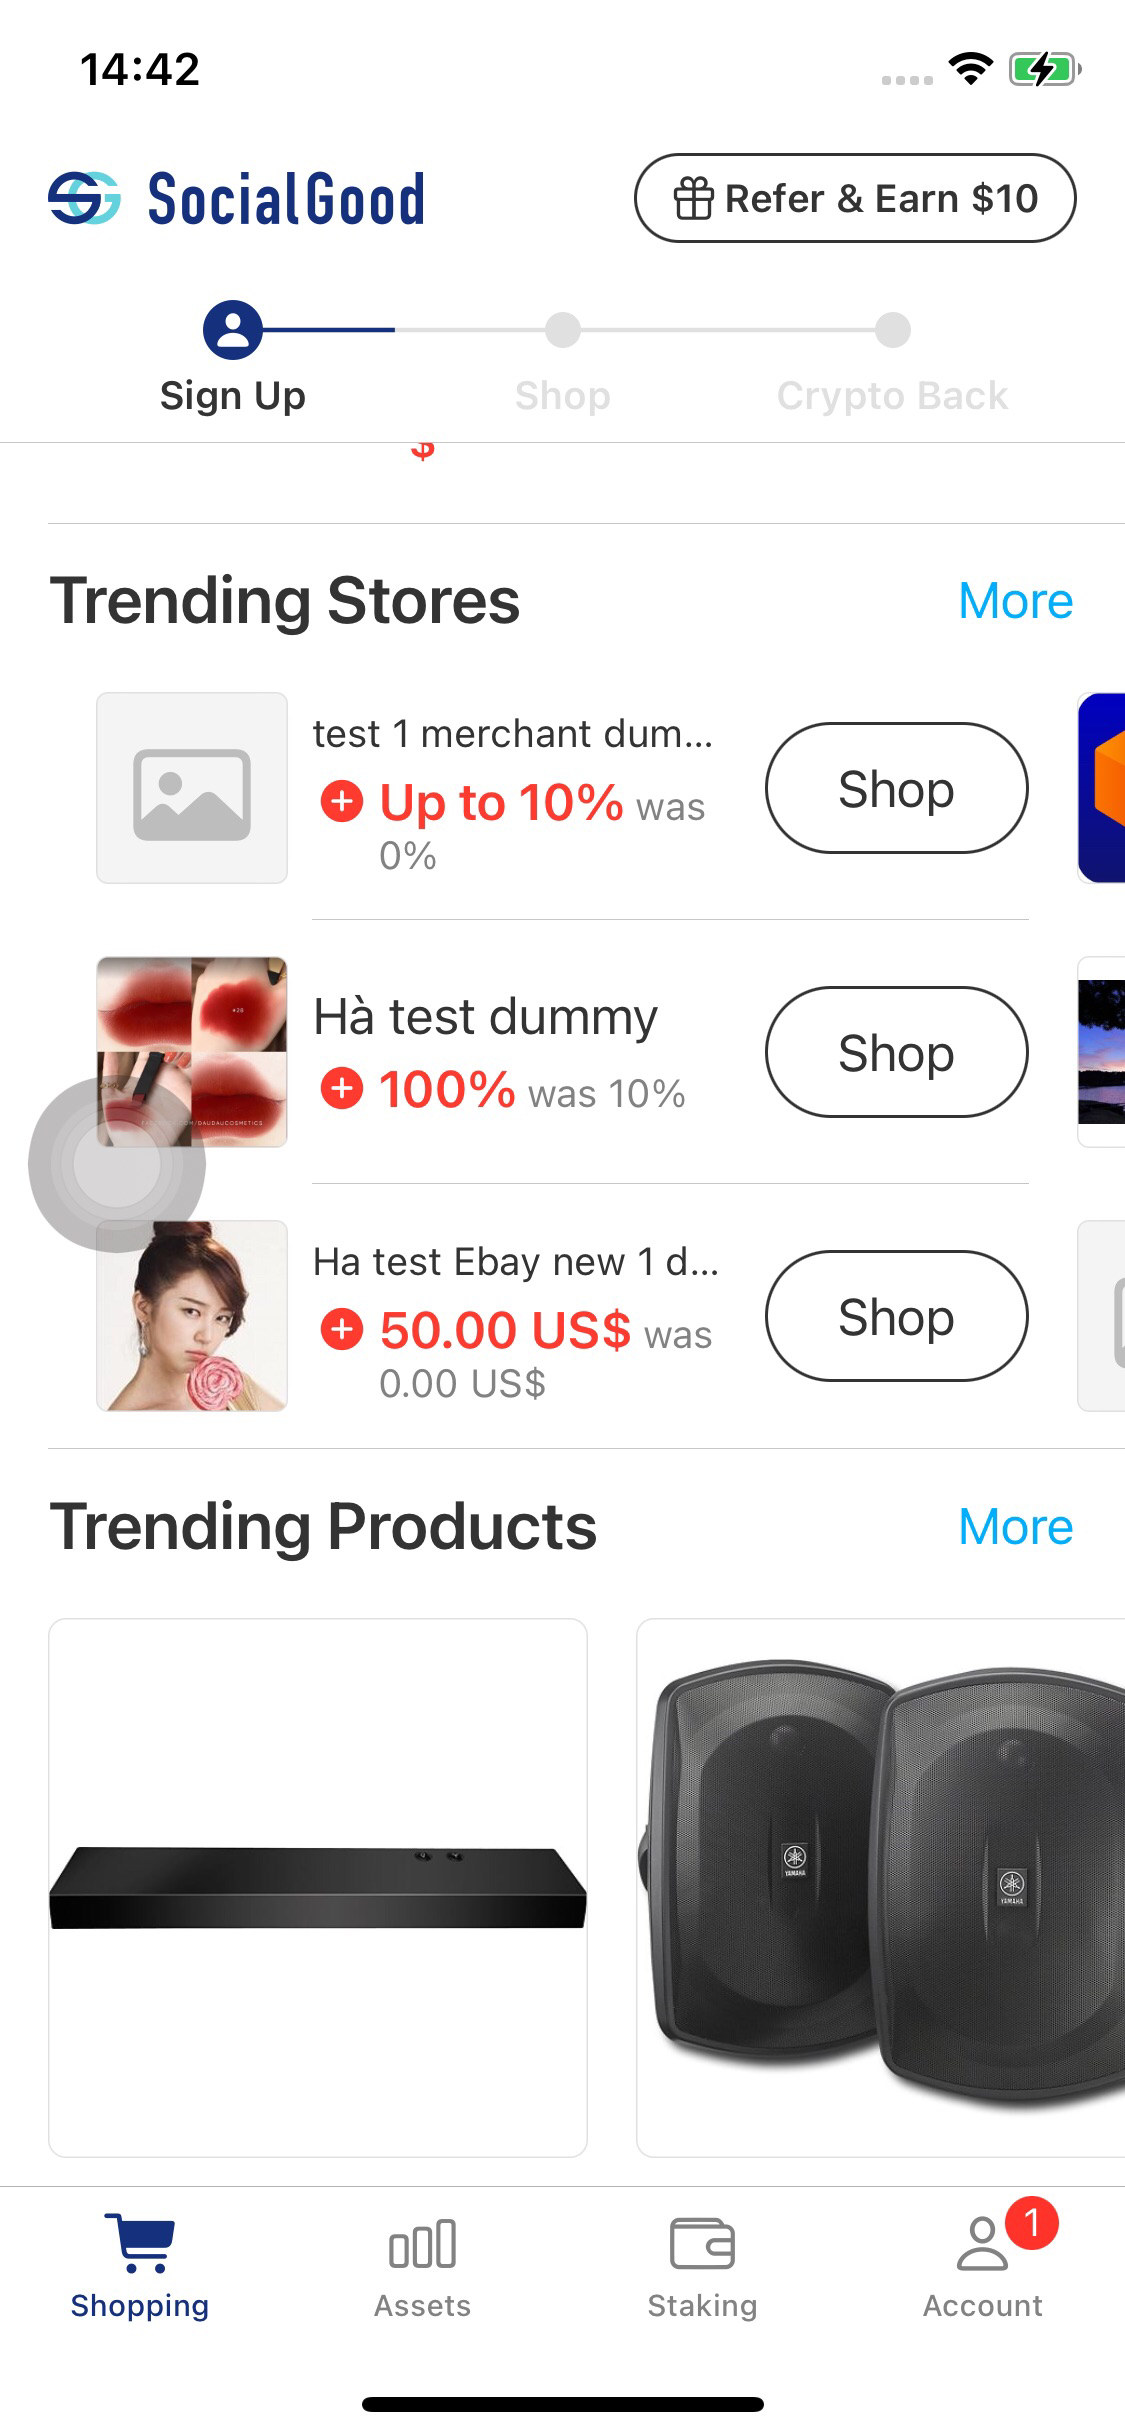 14:42
SocialGood
Refer & Earn $10
Sign Up
Shop
Crypto Back
$
Trending Stores
More
test 1 merchant dum...
Up to 10% was
0%
Shop
Hà test dummy
100% was 10%
Shop
Ha test Ebay new 1 d...
50.00 US$ was
0.00 US$
Shop
Trending Products
More
YAMAHA
YAMAHA
Shopping
Assets
Staking
1
Account